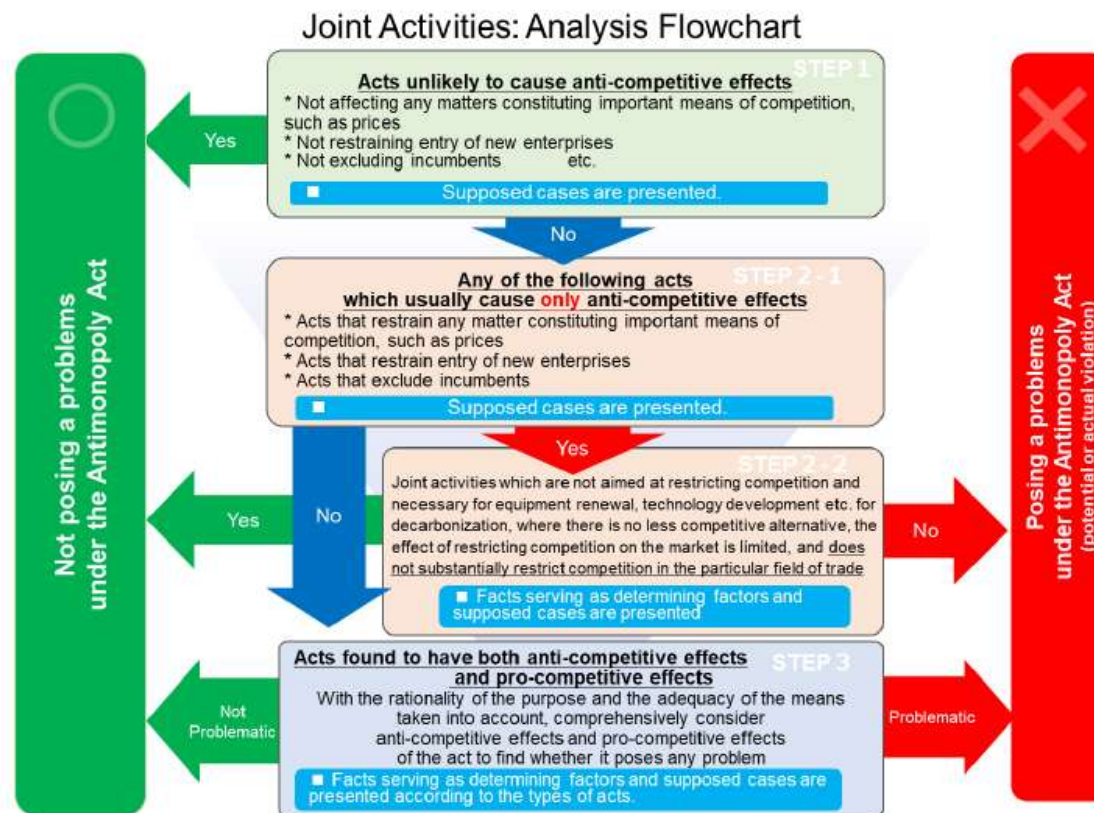 Joint Activities: Analysis Flowchart
STEP 1
Acts unlikely to cause anti-competitive effects
* Not affecting any matters constituting important means of competition,
such as prices
* Not restraining entry of new enterprises
* Not excluding incumbents etc.
■ Supposed cases are presented.
Yes
No
STEP 2-1
Any of the following acts
which usually cause only anti-competitive effects
* Acts that restrain any matter constituting important means of
competition, such as prices
* Acts that restrain entry of new enterprises
* Acts that exclude incumbents
■ Supposed cases are presented.
Yes
No
STEP 2-2
Joint activities which are not aimed at restricting competition and
necessary for equipment renewal, technology development etc. for
decarbonization, where there is no less competitive alternative, the
effect of restricting competition on the market is limited, and does
not substantially restrict competition in the particular field of trade
■ Facts serving as determining factors and
supposed cases are presented
Yes
No
STEP 3
Acts found to have both anti-competitive effects
and pro-competitive effects
With the rationality of the purpose and the adequacy of the means
taken into account, comprehensively consider
anti-competitive effects and pro-competitive effects
of the act to find whether it poses any problem
■ Facts serving as determining factors and supposed cases are
presented according to the types of acts.
Not
Problematic
Problematic
Not posing a problems
under the Antimonopoly Act
Posing a problems
under the Antimonopoly Act
(potential or actual violation)